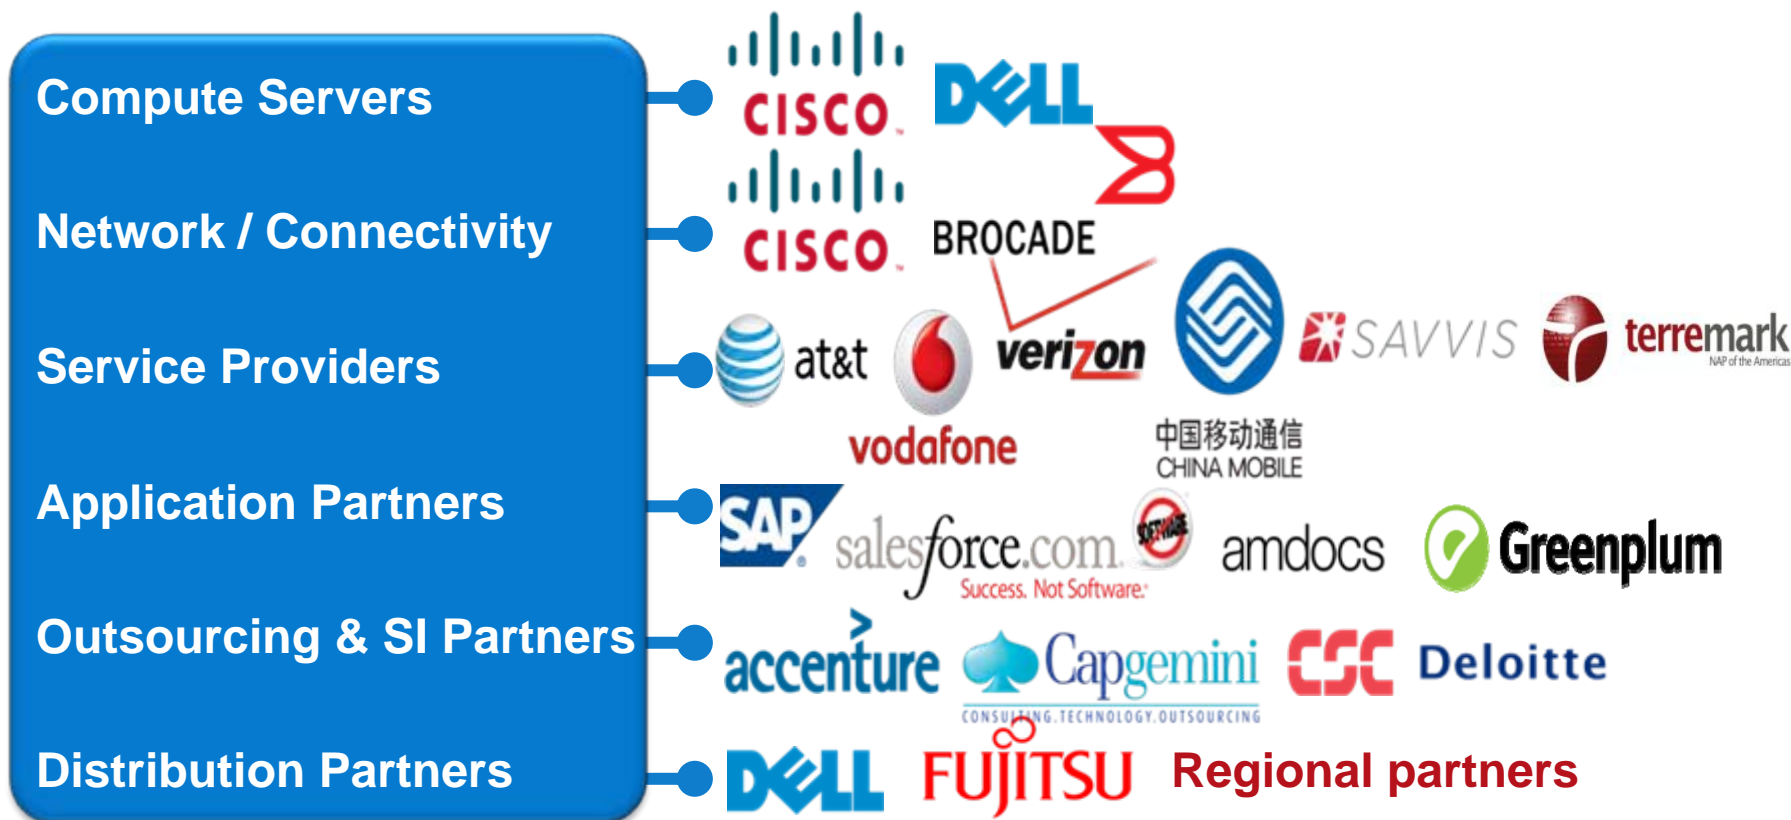 Compute Servers
CISCO™ DELL
Network / Connectivity
CISCO™ BROCADE
Service Providers
at&t vodafone verizon 中国移动通信 CHINA MOBILE SAVVIS terremark NAP of the Americas
Application Partners
SAP® salesforce.com® Success. Not Software.® SOFTWARE amdocs Greenplum
Outsourcing & SI Partners
accenture Capgemini CONSULTING.TECHNOLOGY.OUTSOURCING CSC Deloitte
Distribution Partners
DELL FUJITSU Regional partners